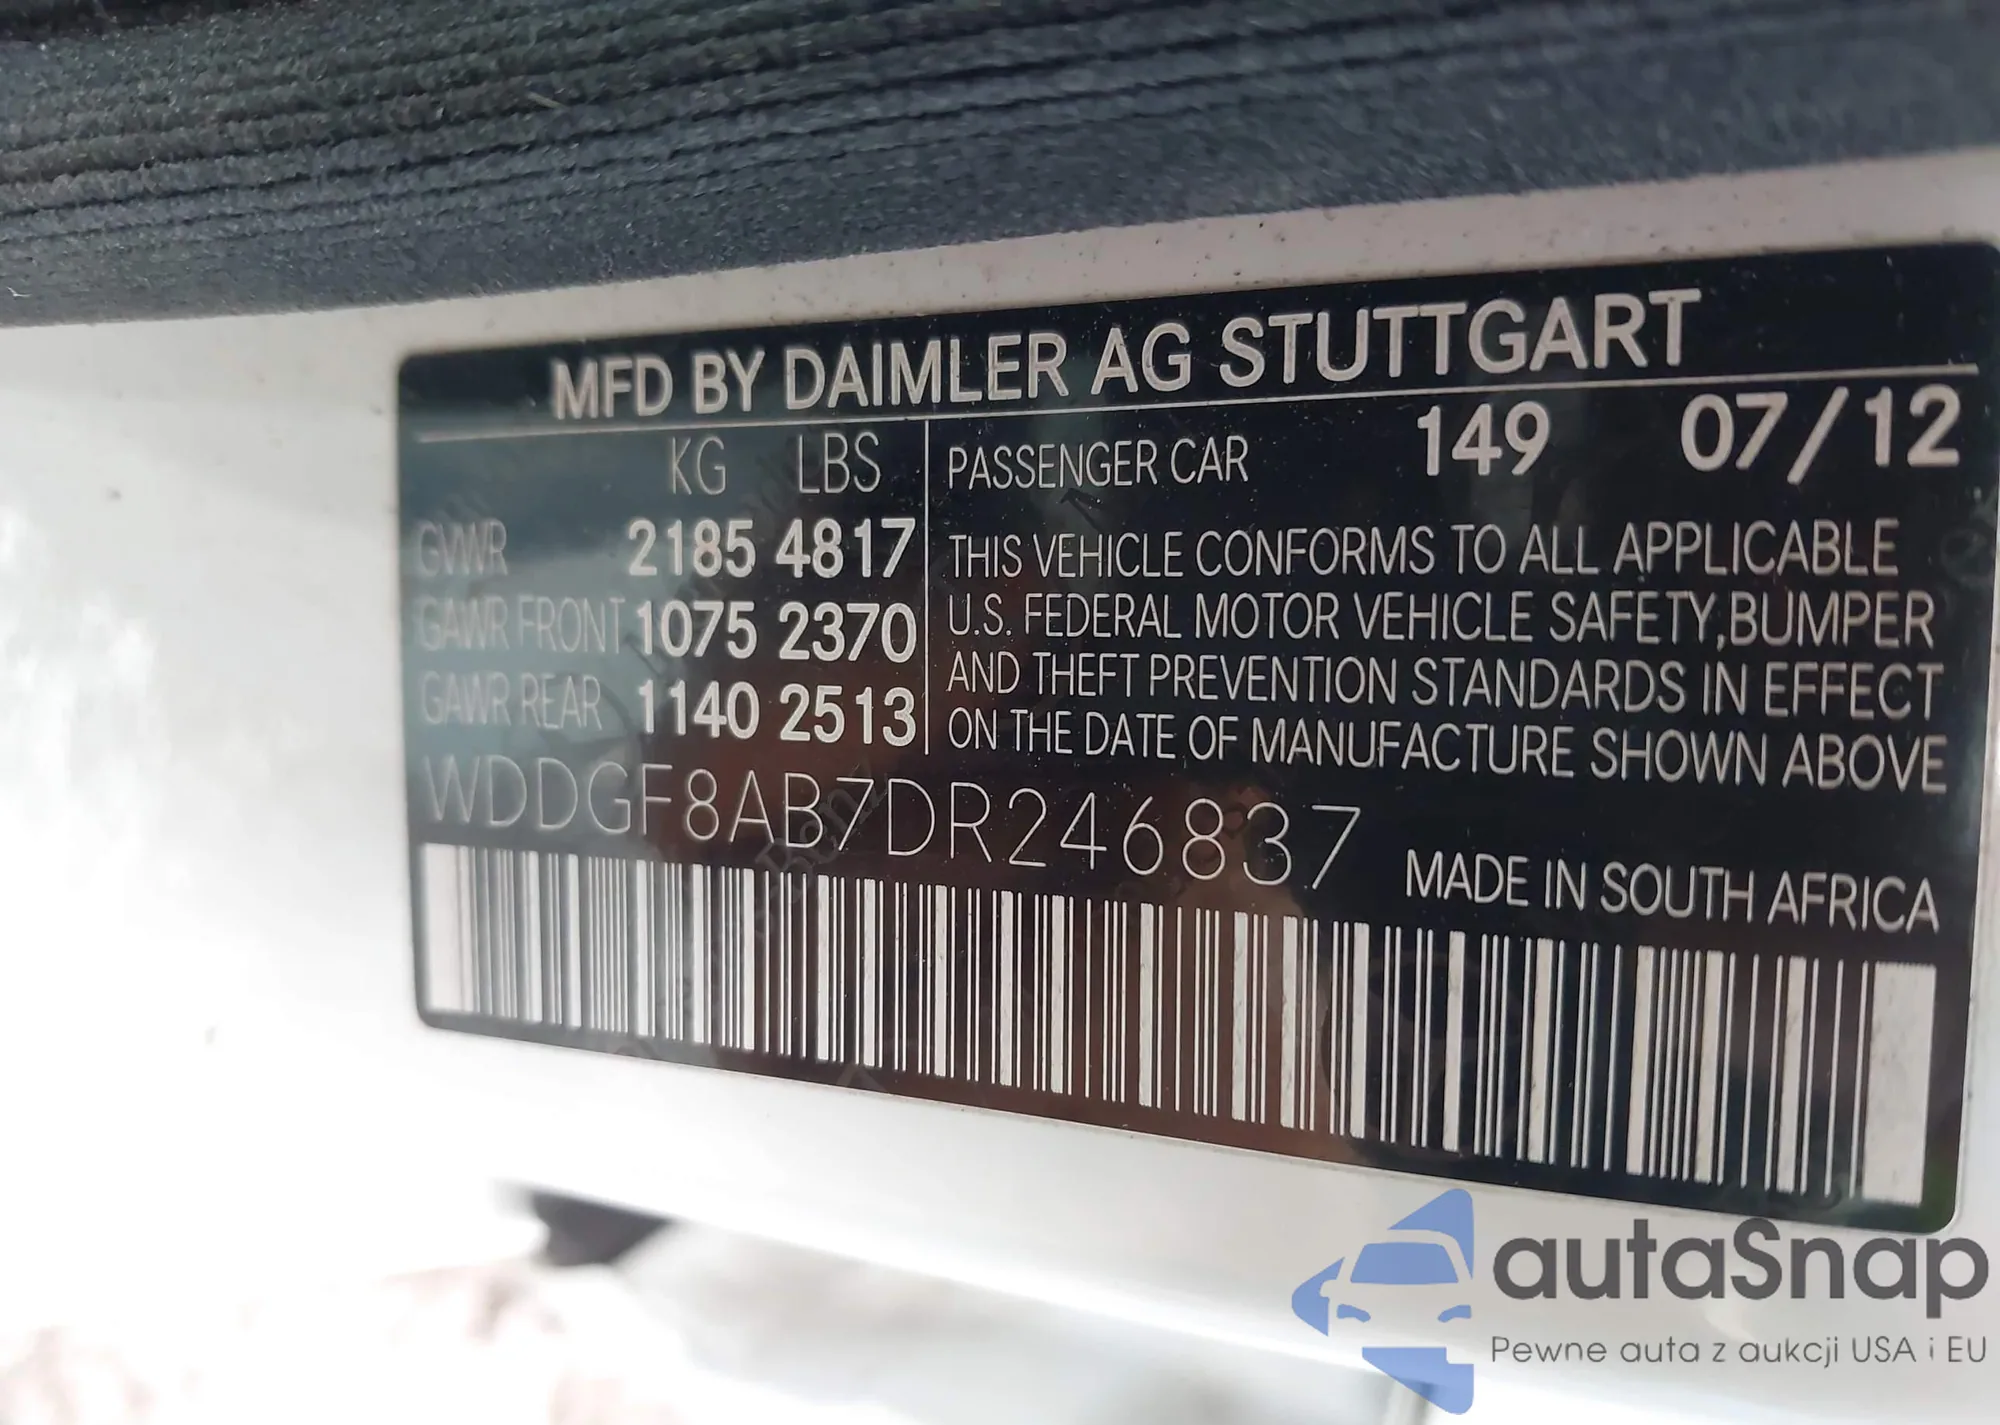 MFD BY DAIMLER AG STUTTGART
KG LBS
GVWR 2185 4817
GAWR FRONT 1075 2370
GAWR REAR 1140 2513
PASSENGER CAR 149 07/12
THIS VEHICLE CONFORMS TO ALL APPLICABLE
U.S. FEDERAL MOTOR VEHICLE SAFETY,BUMPER
AND THEFT PREVENTION STANDARDS IN EFFECT
ON THE DATE OF MANUFACTURE SHOWN ABOVE
WDDGF8AB7DR246837
MADE IN SOUTH AFRICA
autaSnap
Pewne auta z aukcji USA i EU